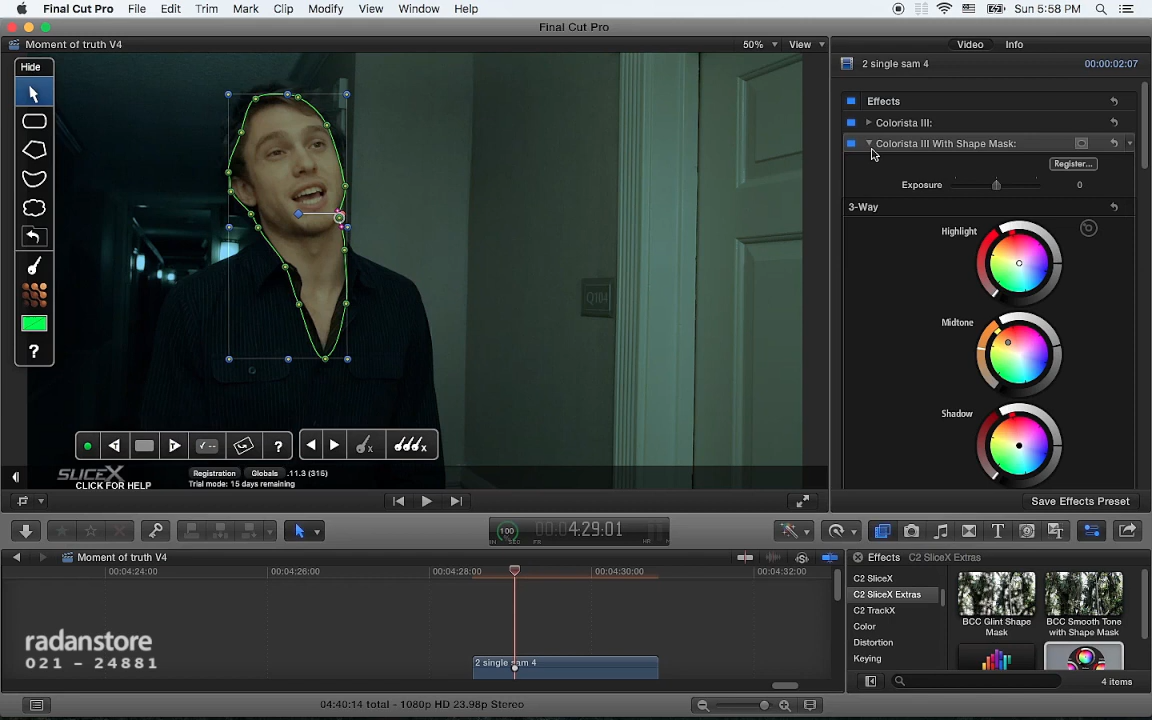 Final Cut Pro File Edit Trim Mark Clip Modify View Window Help Sun 5:58 PM
Final Cut Pro
Moment of truth V4 50% View Video Info
Hide
2 single sam 4 00:00:02:07
Effects
Colorista III:
Colorista III With Shape Mask:
Register...
Exposure 0
3-Way
Highlight
Midtone
Shadow
Q104
?
?
SLICEX
CLICK FOR HELP
Registration Globals .11.3 (315)
Trial mode: 15 days remaining
Save Effects Preset
100 4:29:01
Moment of truth V4 Effects C2 SliceX Extras
00:04:24:00 00:04:26:00 00:04:28:00 00:04:30:00 00:04:32:00
C2 SliceX
C2 SliceX Extras
C2 TrackX
Color
Distortion
Keying
BCC Glint Shape Mask
BCC Smooth Tone with Shape Mask
radanstore
021 - 24881
2 single sam 4
4 items
04:40:14 total - 1080p HD 23.98p Stereo